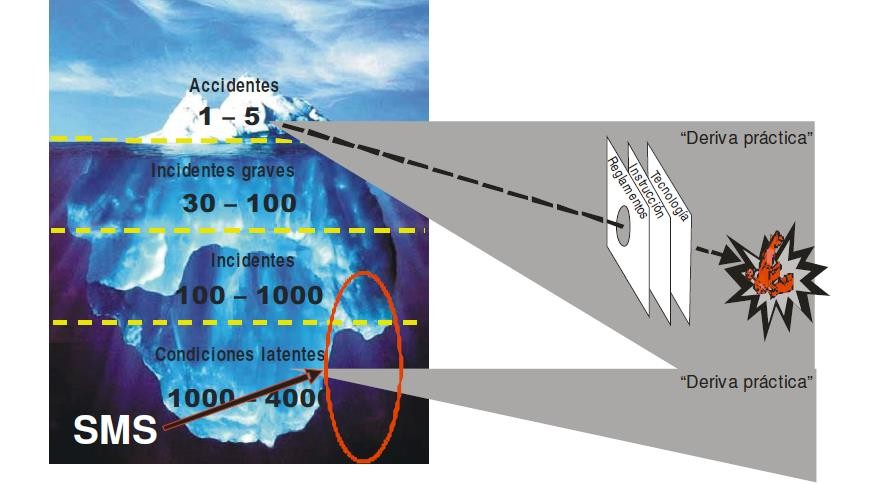 Accidentes
1 – 5
Incidentes graves
30 – 100
Incidentes
100 – 1000
Condiciones latentes
1000 – 4000
SMS
“Deriva práctica”
Reglamentos
Instrucción
Tecnología
“Deriva práctica”